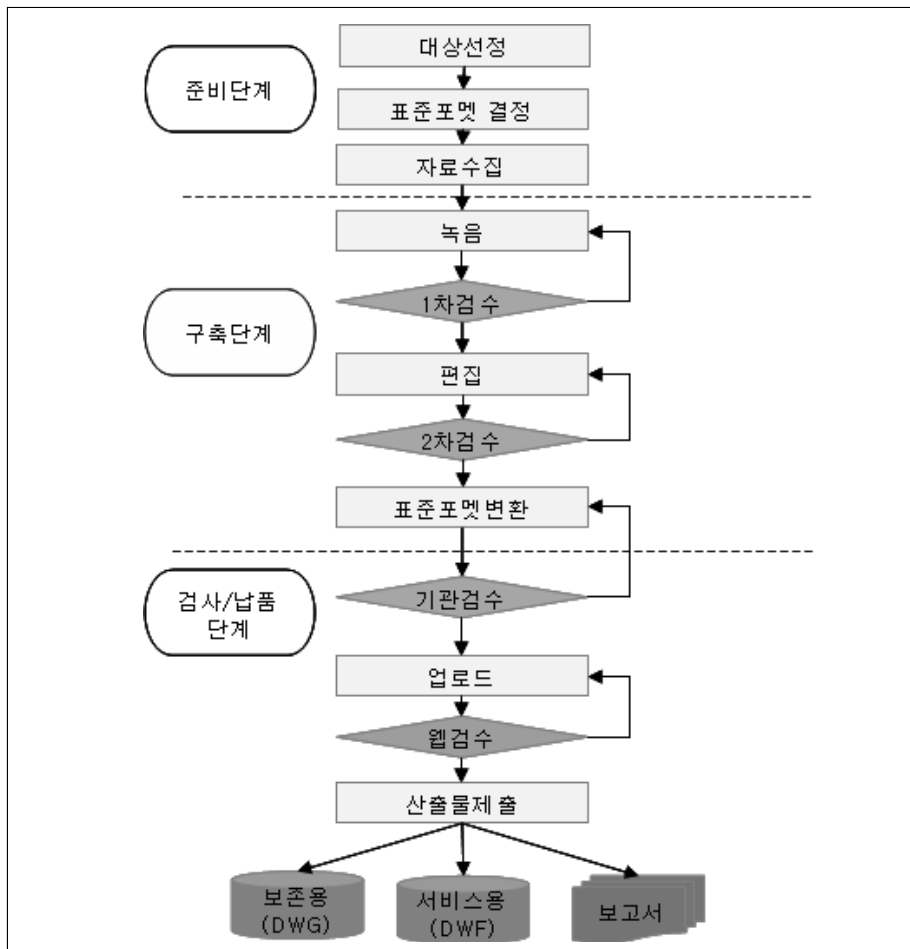 대상선정
준비단계
표준포멧 결정
자료수집
녹음
1차검수
구축단계
편집
2차검수
표준포멧변환
검사/납품
단계
기관검수
업로드
웹검수
산출물제출
보존용
(DWG)
서비스용
(DWF)
보고서